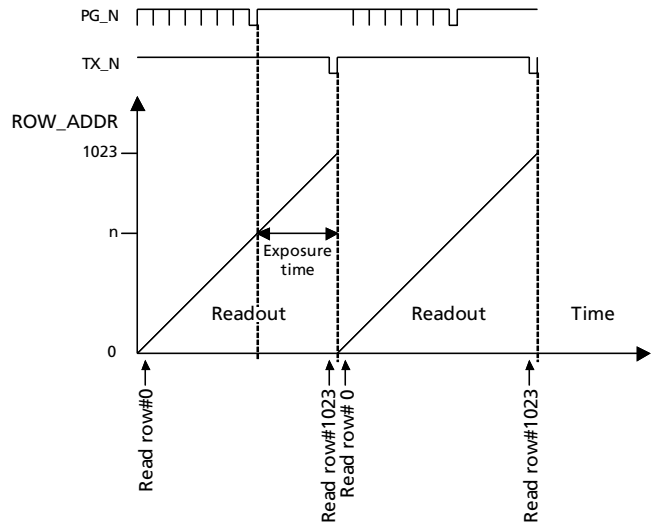 PG_N
TX_N
ROW_ADDR
1023
n
Exposure
time
Readout
Readout
Time
0
Read row#0
Read row#1023
Read row# 0
Read row#1023